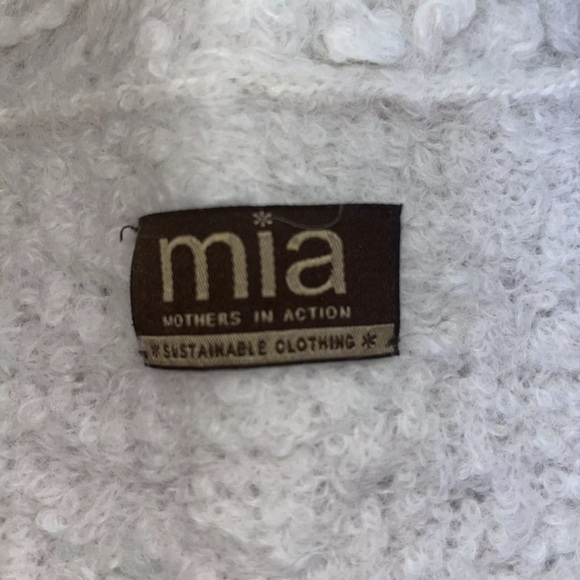 mia
MOTHERS IN ACTION
*SUSTAINABLE CLOTHING*